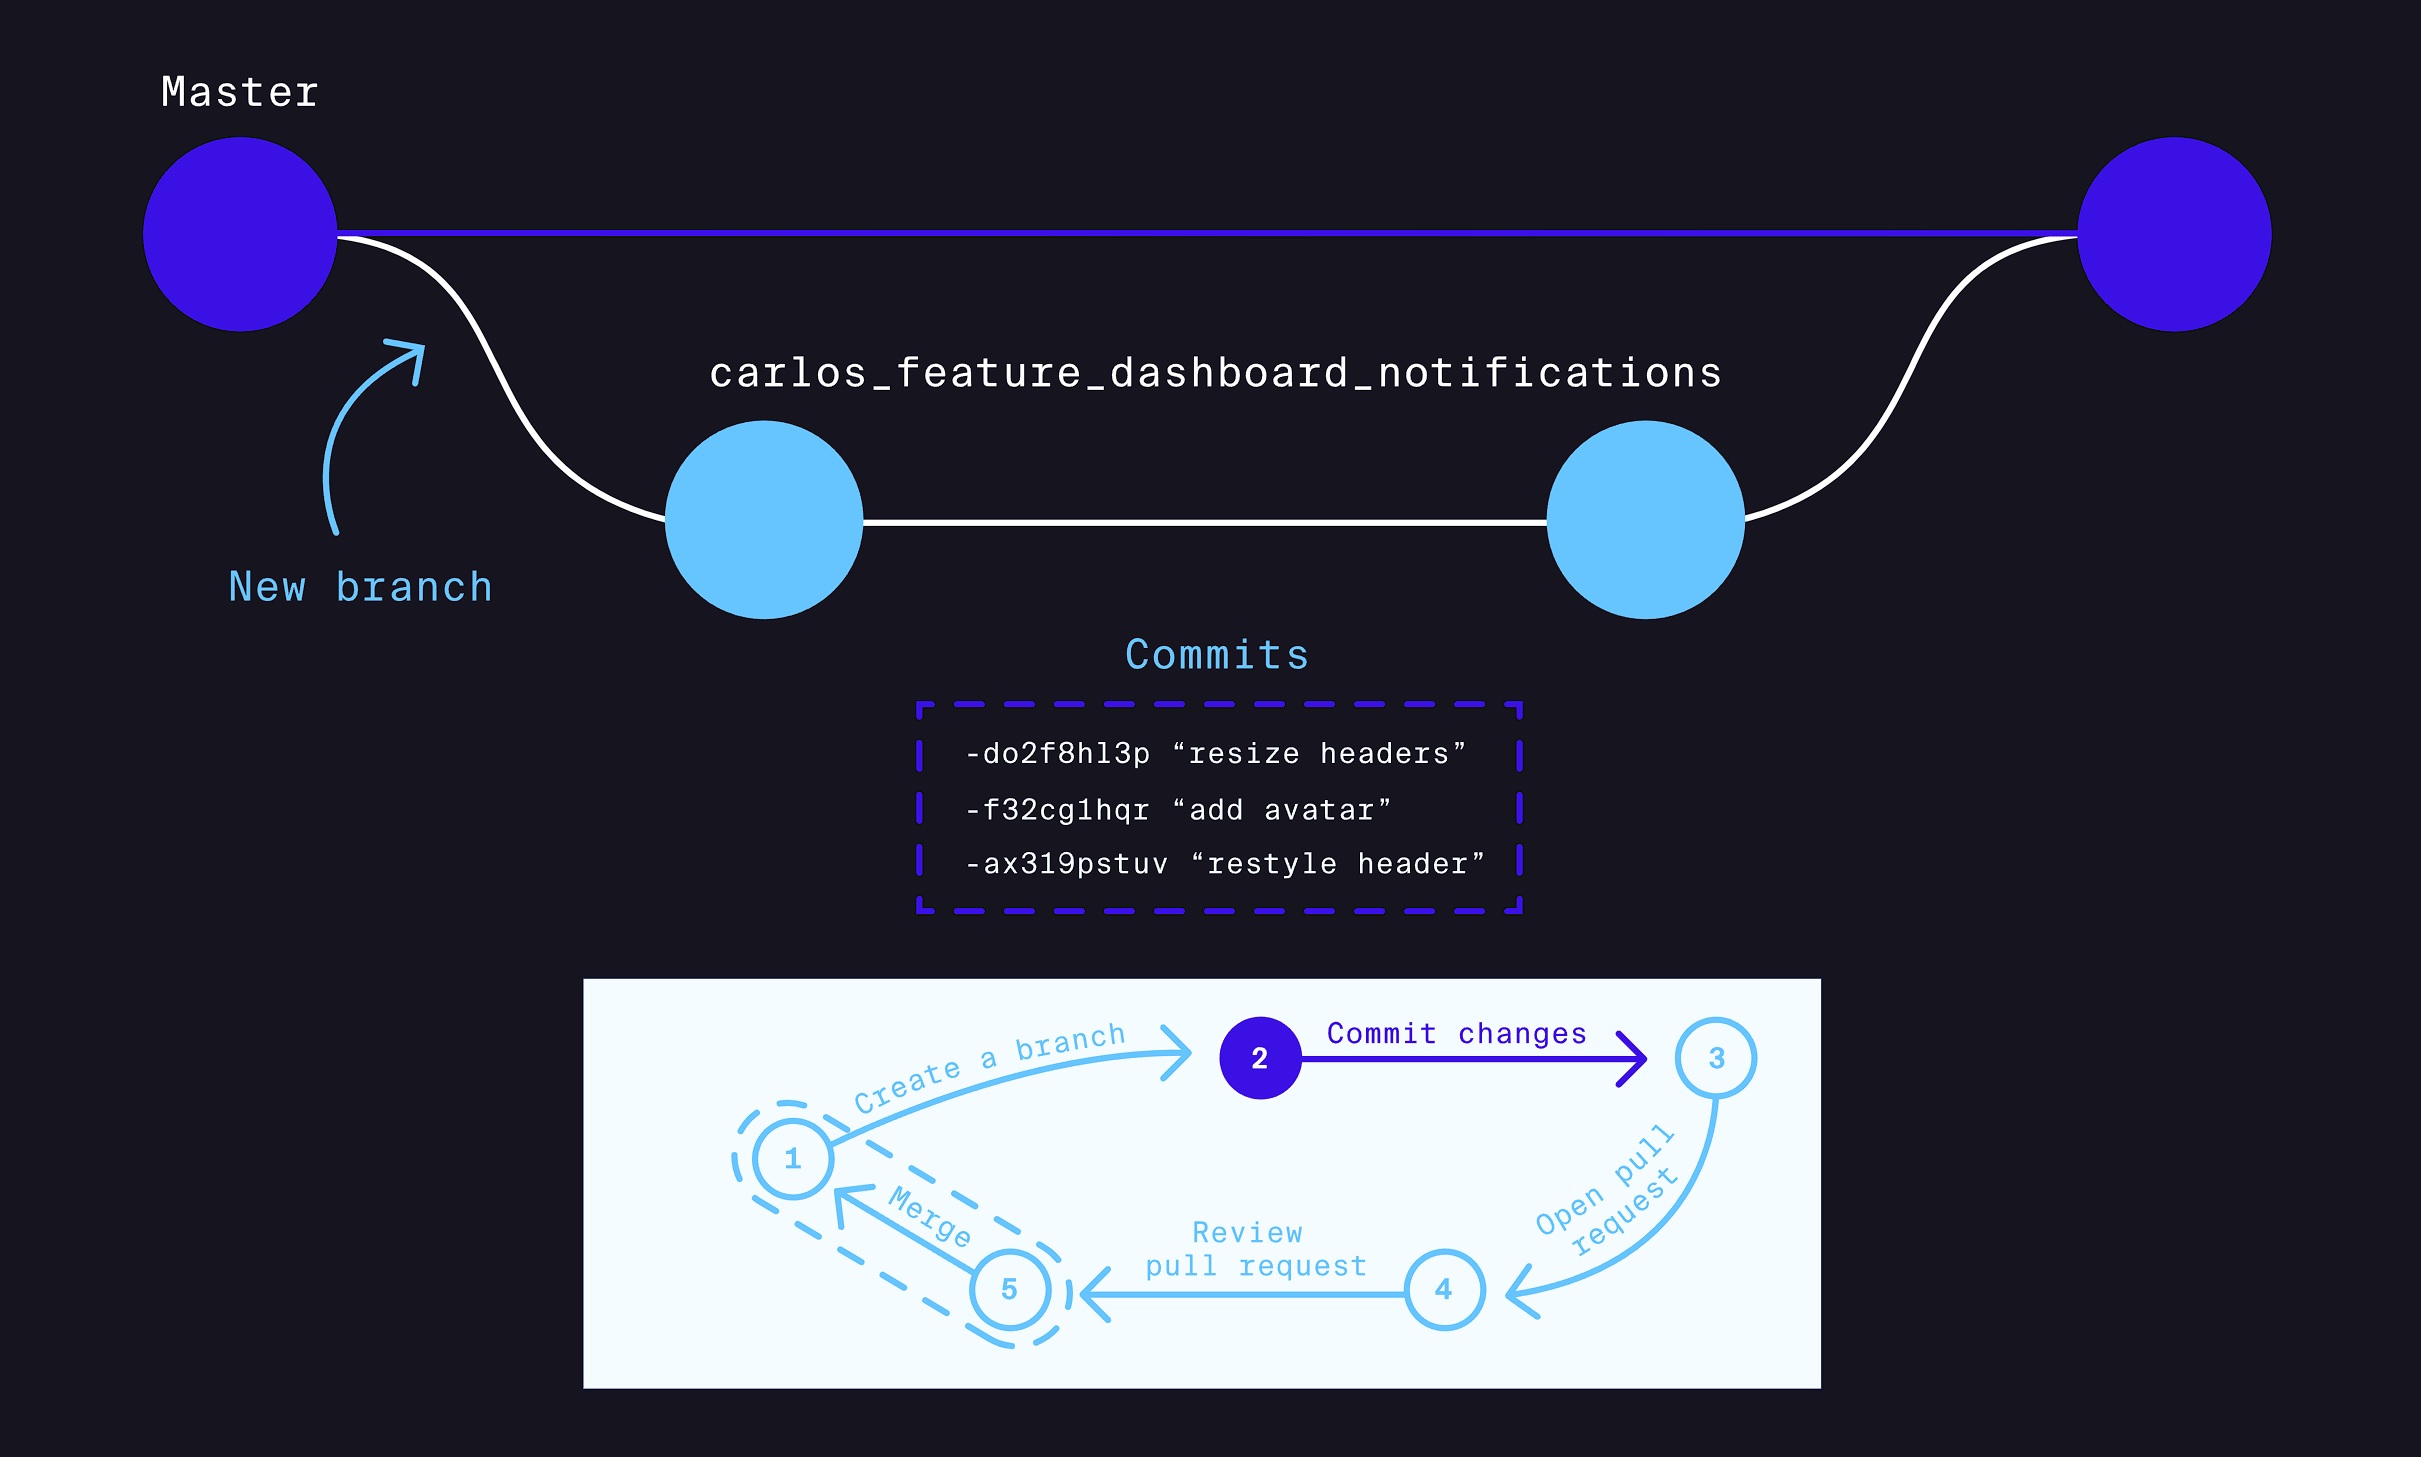 Master
carlos_feature_dashboard_notifications
New branch
Commits
-do2f8hl3p “resize headers”
-f32cg1hqr “add avatar”
-ax319pstuv “restyle header”
Create a branch
2
Commit changes
3
1
Merge
Open pull
request
Review
pull request
5
4